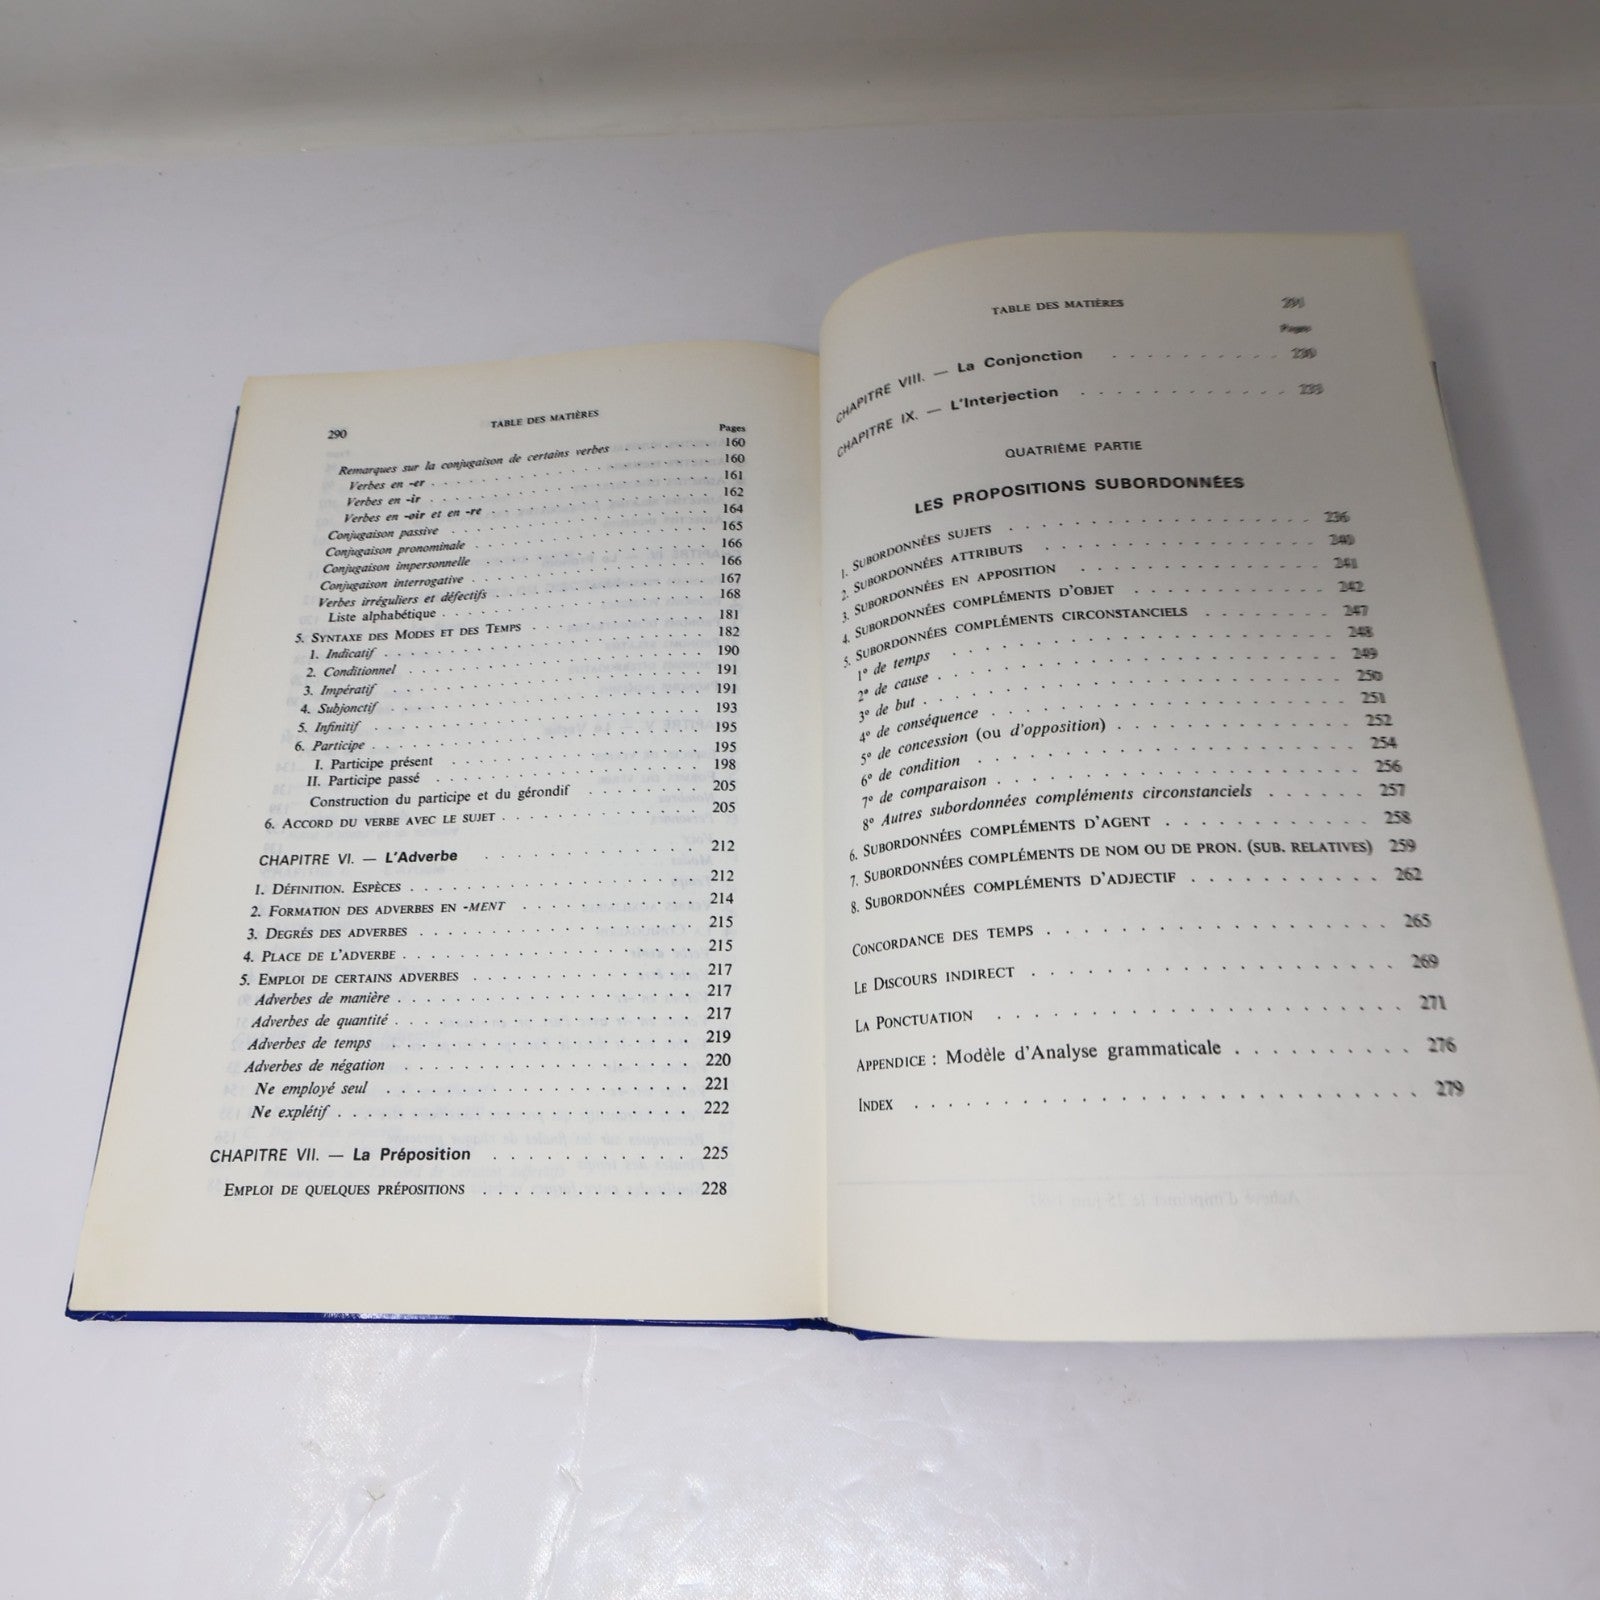 290
TABLE DES MATIÈRES
Pages
Remarques sur la conjugaison de certains verbes . . . . . . 160
Verbes en -er . . . . . . 160
Verbes en -ir . . . . . . 161
Verbes en -oir et en -re . . . . . . 162
Conjugaison passive . . . . . . 164
Conjugaison pronominale . . . . . . 165
Conjugaison impersonnelle . . . . . . 166
Conjugaison interrogative . . . . . . 166
Verbes irréguliers et défectifs . . . . . . 167
Liste alphabétique . . . . . . 168
5. SYNTAXE DES MODES ET DES TEMPS . . . . . . 181
1. Indicatif . . . . . . 182
2. Conditionnel . . . . . . 190
3. Impératif . . . . . . 191
4. Subjonctif . . . . . . 191
5. Infinitif . . . . . . 193
6. Participe . . . . . . 195
I. Participe présent . . . . . . 195
II. Participe passé . . . . . . 198
Construction du participe et du gérondif . . . . . . 205
6. ACCORD DU VERBE AVEC LE SUJET . . . . . . 205
CHAPITRE VI. — L'Adverbe . . . . . . 212
1. DÉFINITION. ESPÈCES . . . . . . 212
2. FORMATION DES ADVERBES EN -MENT . . . . . . 214
3. DEGRÉS DES ADVERBES . . . . . . 215
4. PLACE DE L'ADVERBE . . . . . . 215
5. EMPLOI DE CERTAINS ADVERBES . . . . . . 217
Adverbes de manière . . . . . . 217
Adverbes de quantité . . . . . . 217
Adverbes de temps . . . . . . 219
Adverbes de négation . . . . . . 220
Ne employé seul . . . . . . 221
Ne explétif . . . . . . 222
CHAPITRE VII. — La Préposition . . . . . . 225
EMPLOI DE QUELQUES PRÉPOSITIONS . . . . . . 228
TABLE DES MATIÈRES
291
Pages
CHAPITRE VIII. — La Conjonction . . . . . . 230
CHAPITRE IX. — L'Interjection . . . . . . 233
QUATRIÈME PARTIE
LES PROPOSITIONS SUBORDONNÉES
1. SUBORDONNÉES SUJETS . . . . . . 236
2. SUBORDONNÉES ATTRIBUTS . . . . . . 240
3. SUBORDONNÉES EN APPOSITION . . . . . . 241
4. SUBORDONNÉES COMPLÉMENTS D'OBJET . . . . . . 242
5. SUBORDONNÉES COMPLÉMENTS CIRCONSTANCIELS . . . . . . 247
1° de temps . . . . . . 248
2° de cause . . . . . . 249
3° de but . . . . . . 250
4° de conséquence . . . . . . 251
5° de concession (ou d'opposition) . . . . . . 252
6° de condition . . . . . . 254
7° de comparaison . . . . . . 256
8° Autres subordonnées compléments circonstanciels . . . . . . 257
6. SUBORDONNÉES COMPLÉMENTS D'AGENT . . . . . . 258
7. SUBORDONNÉES COMPLÉMENTS DE NOM OU DE PRON. (SUB. RELATIVES) 259
8. SUBORDONNÉES COMPLÉMENTS D'ADJECTIF . . . . . . 262
CONCORDANCE DES TEMPS . . . . . . 265
LE DISCOURS INDIRECT . . . . . . 269
LA PONCTUATION . . . . . . 271
APPENDICE : Modèle d'Analyse grammaticale . . . . . . 276
INDEX . . . . . . 279